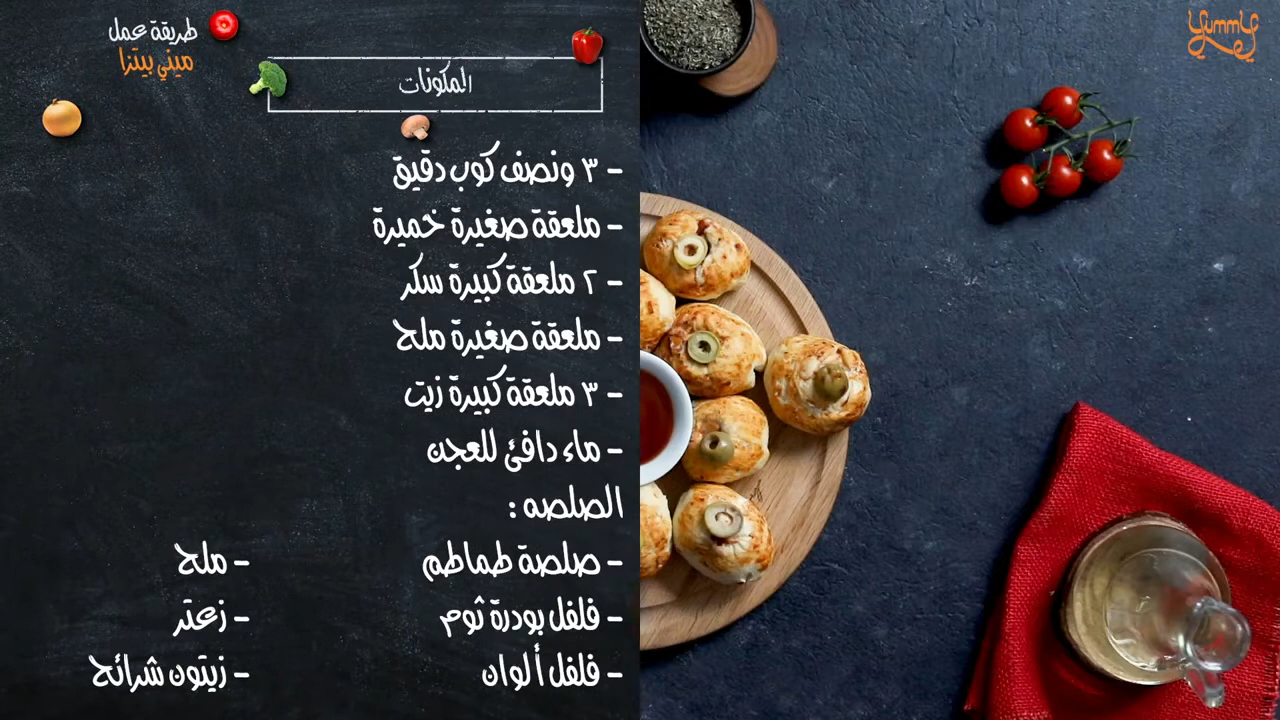 طريقة عمل
ميني بيتزا
Yummy
المكونات
- ٣ ونصف كوب دقيق
- ملعقة صغيرة خميرة
- ٢ ملعقة كبيرة سكر
- ملعقة صغيرة ملح
- ٣ ملعقة كبيرة زيت
- ماء دافئ للعجن
الصلصه :
- صلصة طماطم
- فلفل بودرة ثوم
- فلفل ألوان
- ملح
- زعتر
- زيتون شرائح